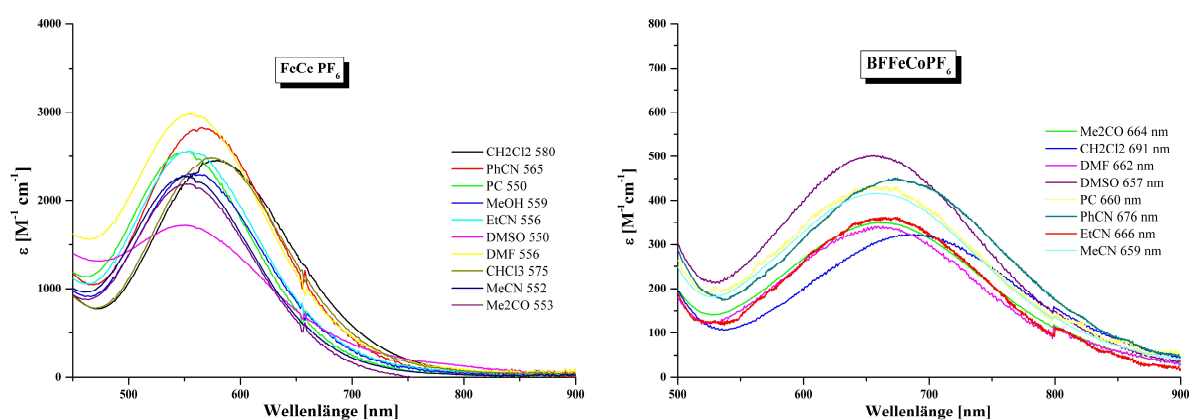 4000
3000
2000
1000
0
ε [M⁻¹ cm⁻¹]
FcCc PF₆
CH2Cl2 580
PhCN 565
PC 550
MeOH 559
EtCN 556
DMSO 550
DMF 556
CHCl3 575
MeCN 552
Me2CO 553
500 600 700 800 900
Wellenlänge [nm]
800
700
600
500
400
300
200
100
0
ε [M⁻¹ cm⁻¹]
BFFcCoPF₆
Me2CO 664 nm
CH2Cl2 691 nm
DMF 662 nm
DMSO 657 nm
PC 660 nm
PhCN 676 nm
EtCN 666 nm
MeCN 659 nm
500 600 700 800 900
Wellenlänge [nm]